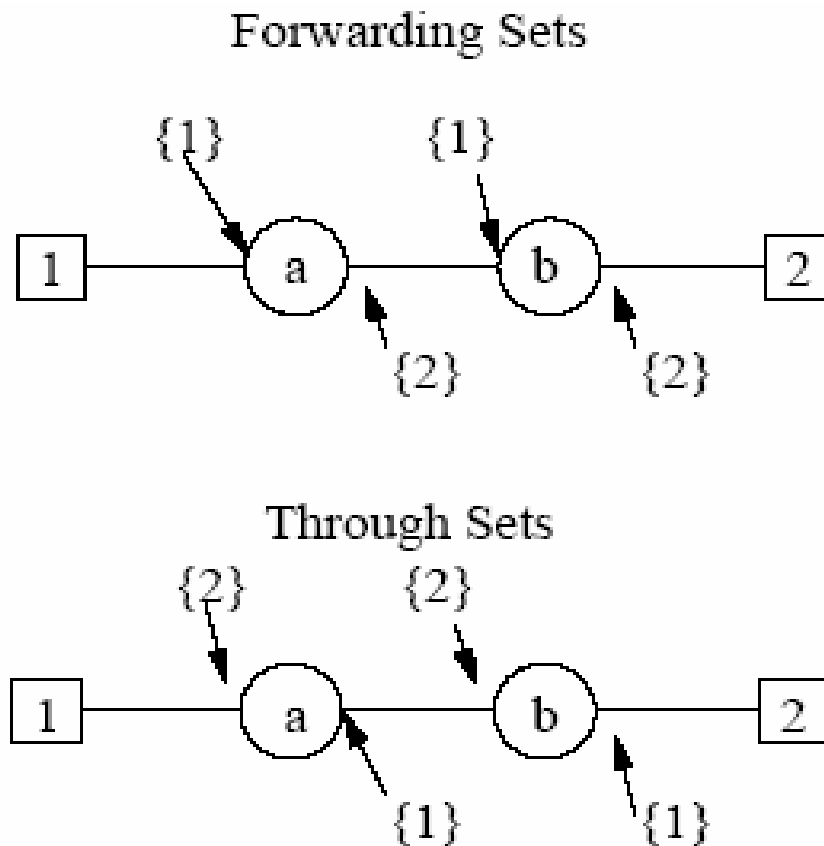 Forwarding Sets
{1} {1}
1 a b 2
{2} {2}
Through Sets
{2} {2}
1 a b 2
{1} {1}